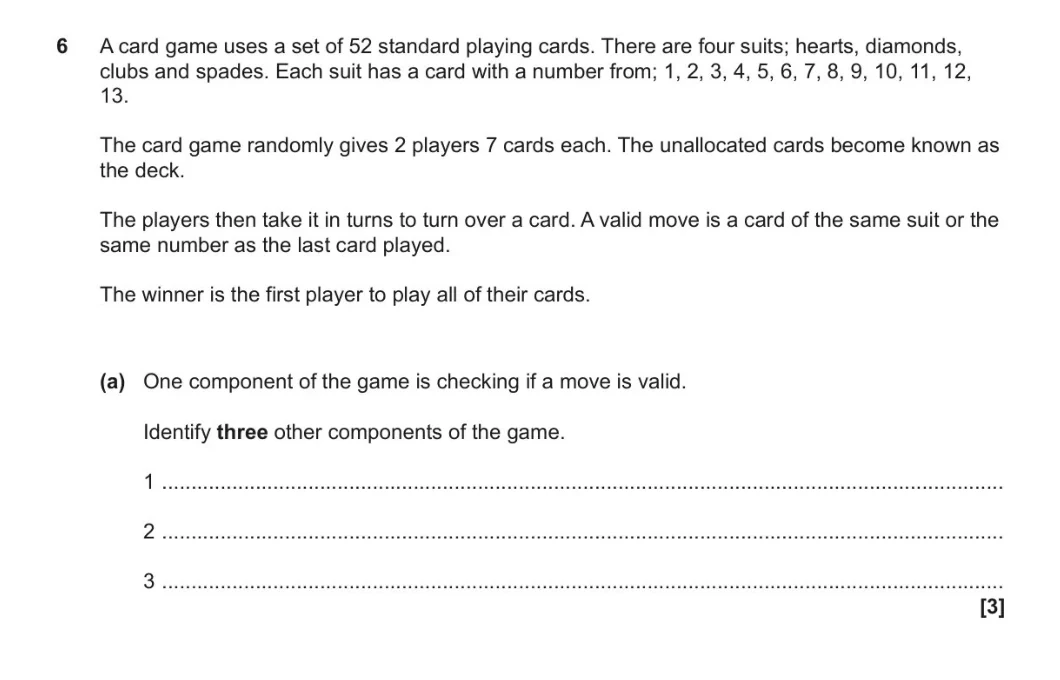 6 A card game uses a set of 52 standard playing cards. There are four suits; hearts, diamonds,
clubs and spades. Each suit has a card with a number from; 1, 2, 3, 4, 5, 6, 7, 8, 9, 10, 11, 12,
13.
The card game randomly gives 2 players 7 cards each. The unallocated cards become known as
the deck.
The players then take it in turns to turn over a card. A valid move is a card of the same suit or the
same number as the last card played.
The winner is the first player to play all of their cards.
(a) One component of the game is checking if a move is valid.
Identify three other components of the game.
1 ................................................................................
2 ................................................................................
3 ................................................................................
[3]